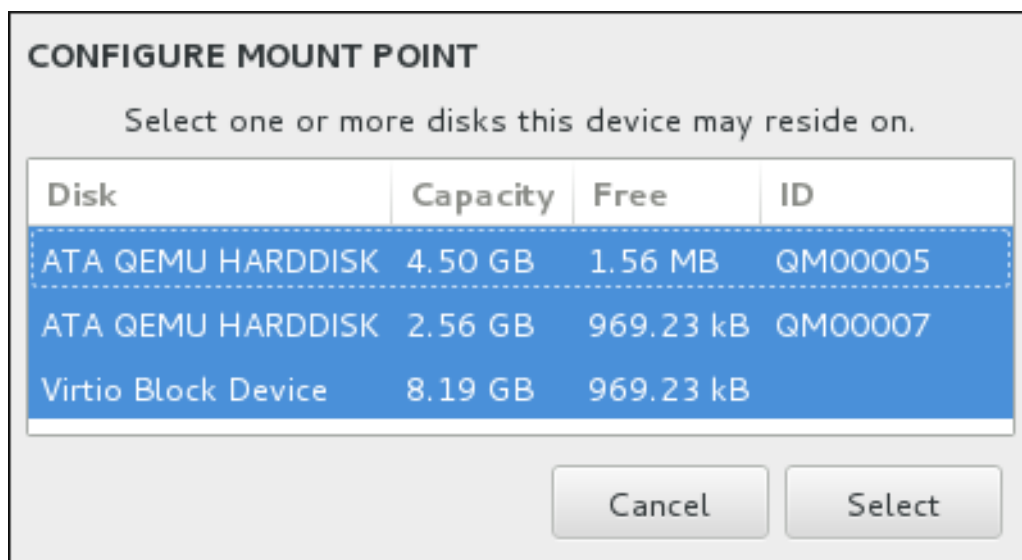 CONFIGURE MOUNT POINT
Select one or more disks this device may reside on.
Disk Capacity Free ID
ATA QEMU HARDDISK 4.50 GB 1.56 MB QM00005
ATA QEMU HARDDISK 2.56 GB 969.23 kB QM00007
Virtio Block Device 8.19 GB 969.23 kB
Cancel Select